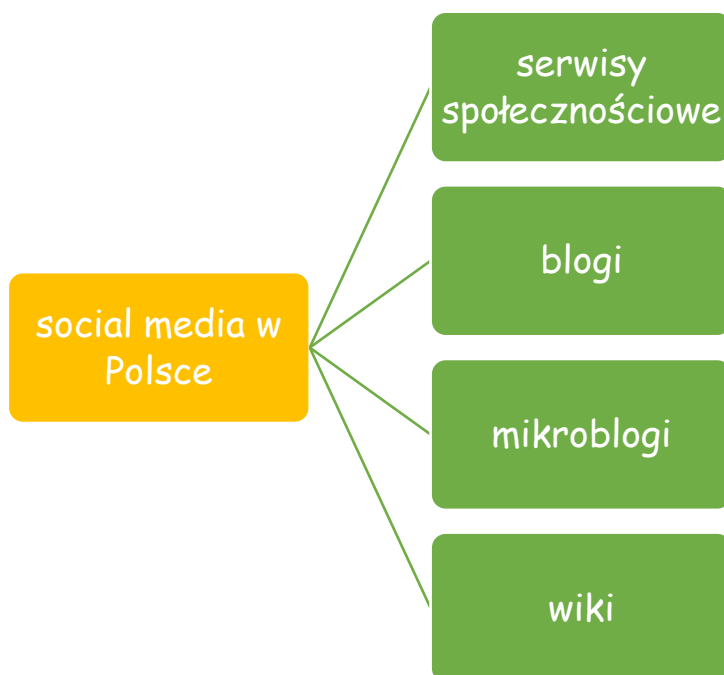 serwisy
społecznościowe
blogi
social media w
Polsce
mikroblogi
wiki